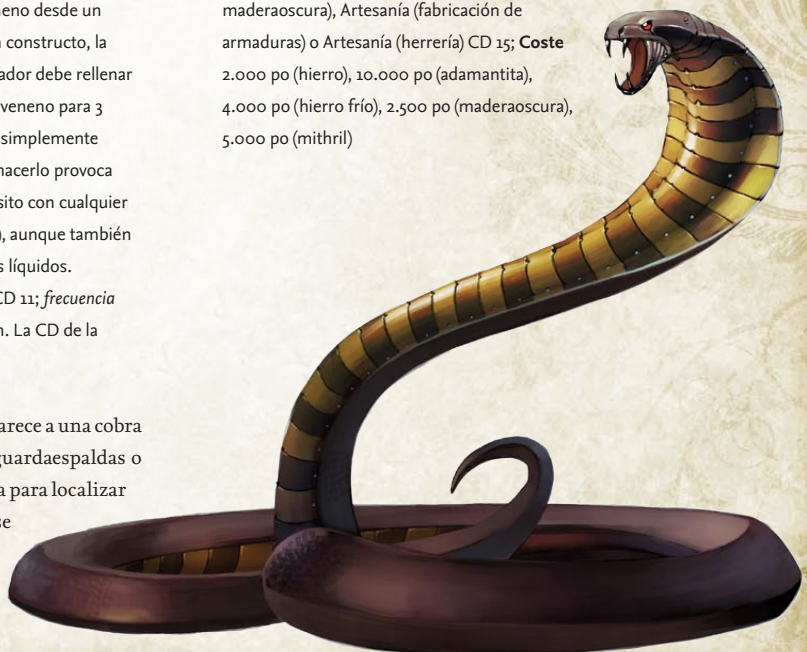 eno desde un
constructo, la
ador debe rellenar
veneno para 3
simplemente
hacerlo provoca
sito con cualquier
, aunque también
s líquidos.
CD 11; frecuencia
n. La CD de la
arece a una cobra
guardaespaldas o
a para localizar
se
maderaoscura), Artesanía (fabricación de
armaduras) o Artesanía (herrería) CD 15; Coste
2.000 po (hierro), 10.000 po (adamantita),
4.000 po (hierro frío), 2.500 po (maderaoscura),
5.000 po (mithril)